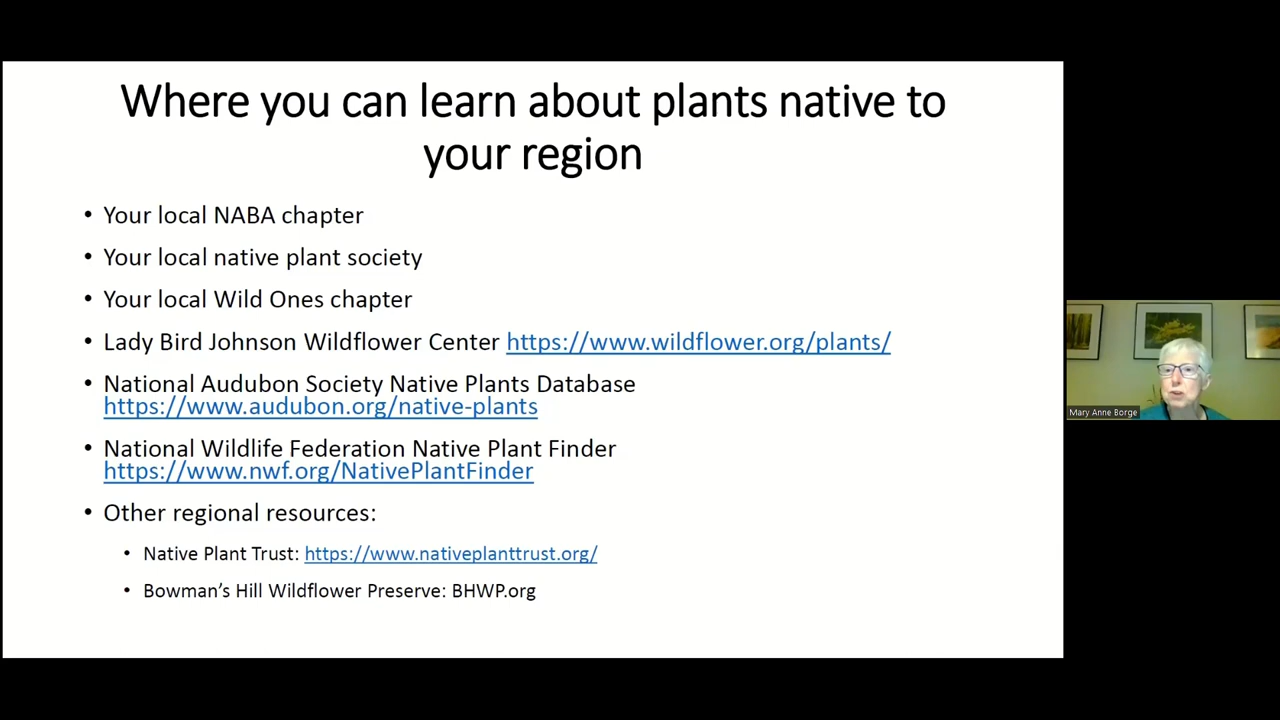 Where you can learn about plants native to
your region
• Your local NABA chapter
• Your local native plant society
• Your local Wild Ones chapter
• Lady Bird Johnson Wildflower Center https://www.wildflower.org/plants/
• National Audubon Society Native Plants Database
https://www.audubon.org/native-plants
• National Wildlife Federation Native Plant Finder
https://www.nwf.org/NativePlantFinder
• Other regional resources:
• Native Plant Trust: https://www.nativeplanttrust.org/
• Bowman's Hill Wildflower Preserve: BHWP.org
Mary Anne Borge